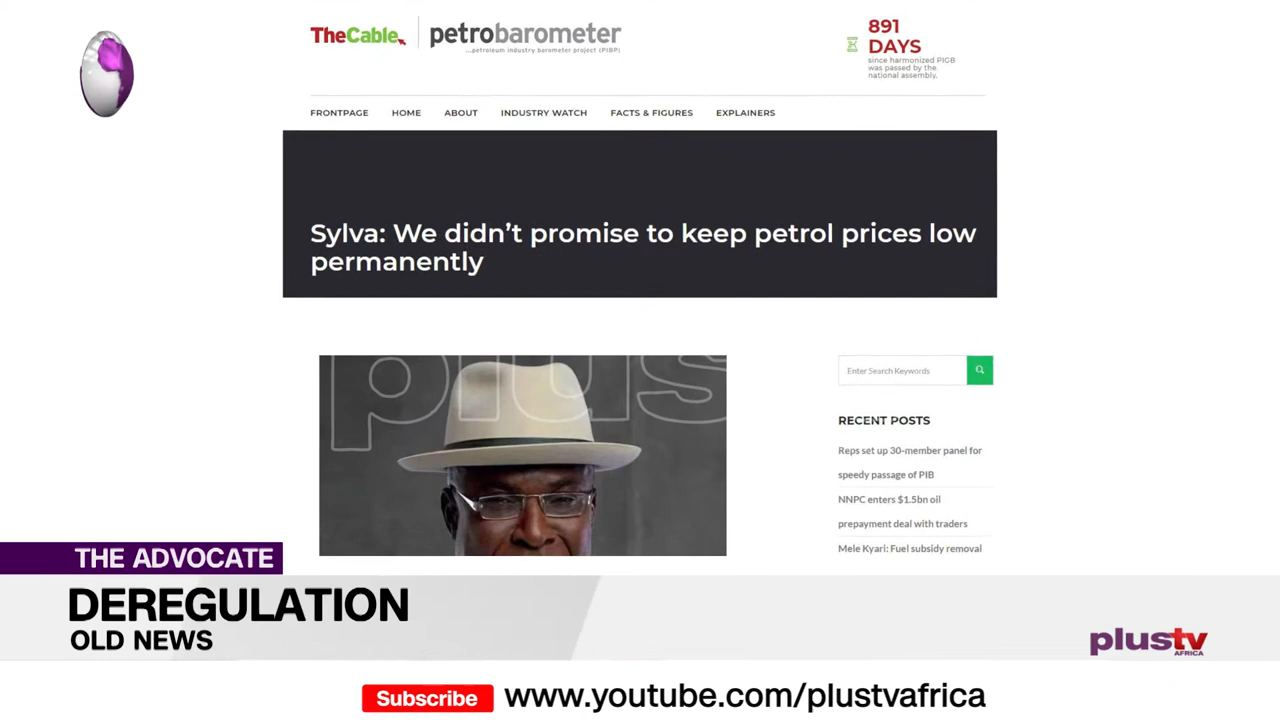 TheCable
petrobarometer
...petroleum industry barometer project (PIBP)
891
DAYS
since harmonized PIGB
was passed by the
national assembly.
FRONTPAGE HOME ABOUT INDUSTRY WATCH FACTS & FIGURES EXPLAINERS
Sylva: We didn't promise to keep petrol prices low
permanently
plus
Enter Search Keywords
RECENT POSTS
Reps set up 30-member panel for
speedy passage of PIB
NNPC enters $1.5bn oil
prepayment deal with traders
Mele Kyari: Fuel subsidy removal
THE ADVOCATE
DEREGULATION
OLD NEWS
plustv
AFRICA
Subscribe www.youtube.com/plustvafrica